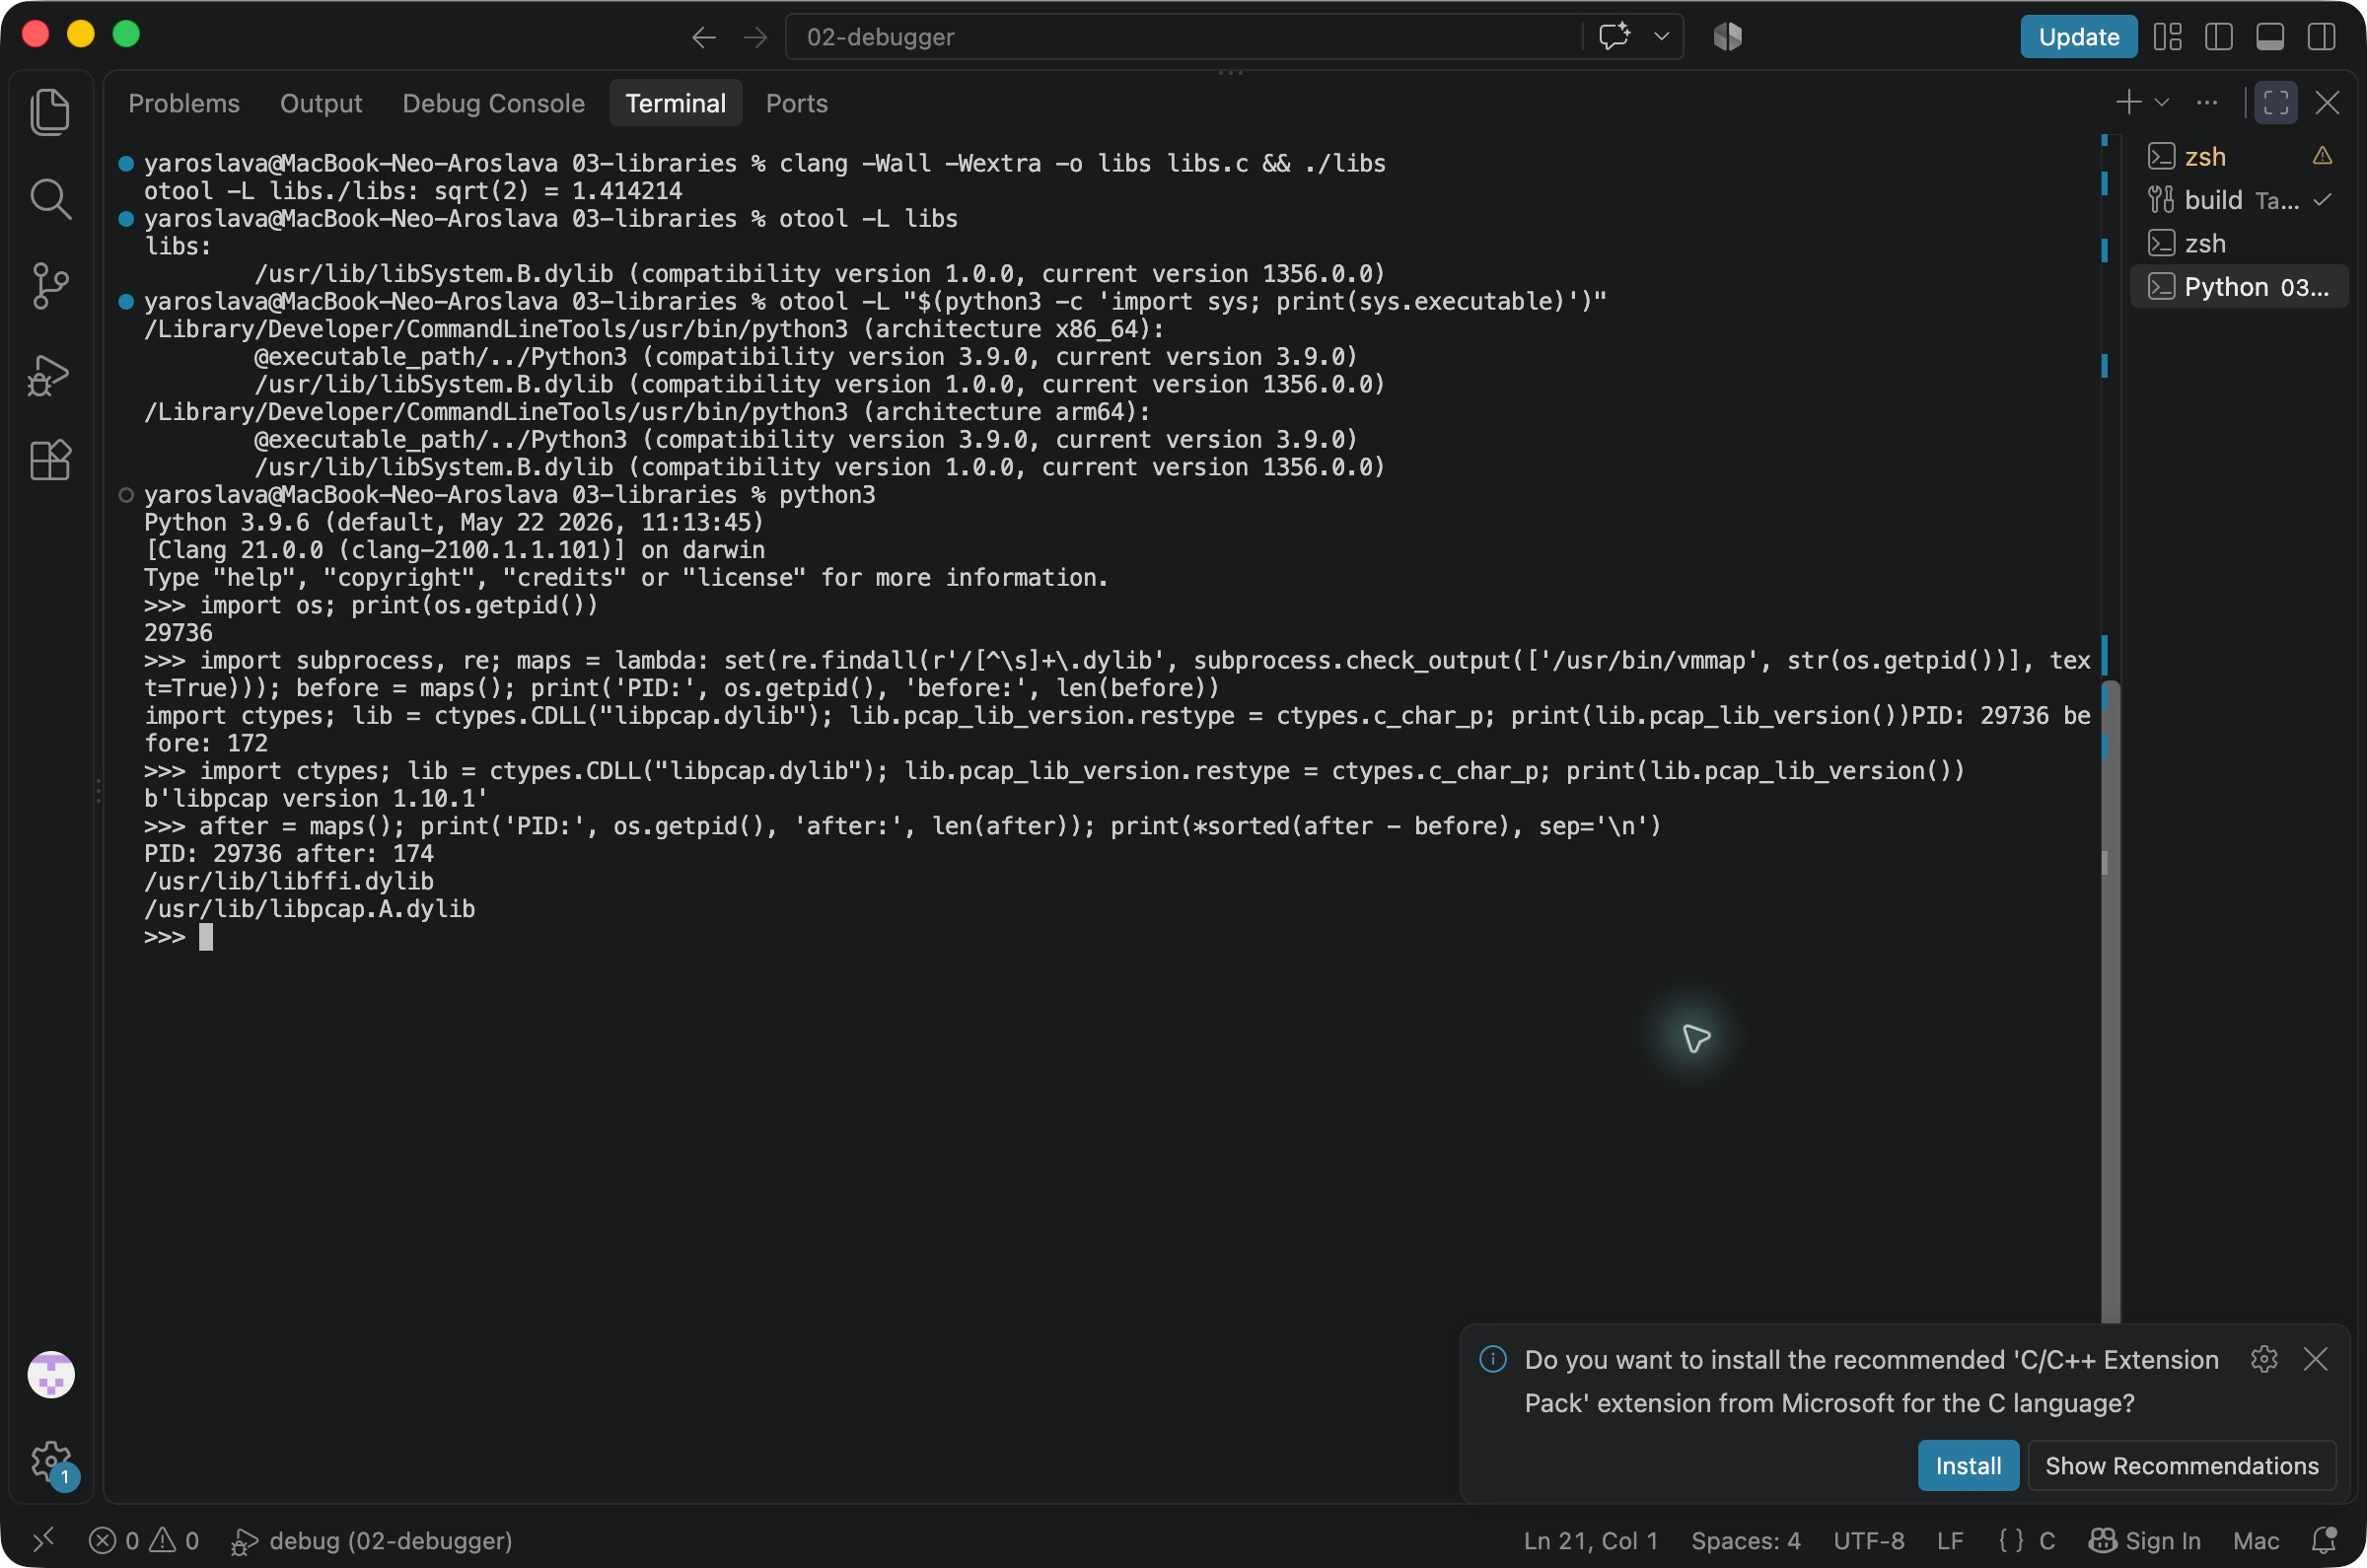 02-debugger
Update
Problems Output Debug Console Terminal Ports
yaroslava@MacBook-Neo-Aroslava 03-libraries % clang -Wall -Wextra -o libs libs.c && ./libs
otool -L libs./libs: sqrt(2) = 1.414214
yaroslava@MacBook-Neo-Aroslava 03-libraries % otool -L libs
libs:
/usr/lib/libSystem.B.dylib (compatibility version 1.0.0, current version 1356.0.0)
yaroslava@MacBook-Neo-Aroslava 03-libraries % otool -L "$(python3 -c 'import sys; print(sys.executable)')"
/Library/Developer/CommandLineTools/usr/bin/python3 (architecture x86_64):
@executable_path/../Python3 (compatibility version 3.9.0, current version 3.9.0)
/usr/lib/libSystem.B.dylib (compatibility version 1.0.0, current version 1356.0.0)
/Library/Developer/CommandLineTools/usr/bin/python3 (architecture arm64):
@executable_path/../Python3 (compatibility version 3.9.0, current version 3.9.0)
/usr/lib/libSystem.B.dylib (compatibility version 1.0.0, current version 1356.0.0)
yaroslava@MacBook-Neo-Aroslava 03-libraries % python3
Python 3.9.6 (default, May 22 2026, 11:13:45)
[Clang 21.0.0 (clang-2100.1.1.101)] on darwin
Type "help", "copyright", "credits" or "license" for more information.
>>> import os; print(os.getpid())
29736
>>> import subprocess, re; maps = lambda: set(re.findall(r'/[^\s]+\.dylib', subprocess.check_output(['/usr/bin/vmmap', str(os.getpid())], tex
t=True))); before = maps(); print('PID:', os.getpid(), 'before:', len(before))
import ctypes; lib = ctypes.CDLL("libpcap.dylib"); lib.pcap_lib_version.restype = ctypes.c_char_p; print(lib.pcap_lib_version())PID: 29736 be
fore: 172
>>> import ctypes; lib = ctypes.CDLL("libpcap.dylib"); lib.pcap_lib_version.restype = ctypes.c_char_p; print(lib.pcap_lib_version())
b'libpcap version 1.10.1'
>>> after = maps(); print('PID:', os.getpid(), 'after:', len(after)); print(*sorted(after - before), sep='\n')
PID: 29736 after: 174
/usr/lib/libffi.dylib
/usr/lib/libpcap.A.dylib
>>>
zsh
build Ta... 
zsh
Python 03...
Do you want to install the recommended 'C/C++ Extension
Pack' extension from Microsoft for the C language?
Install Show Recommendations
1
0 0 debug (02-debugger) Ln 21, Col 1 Spaces: 4 UTF-8 LF {} C Sign In Mac